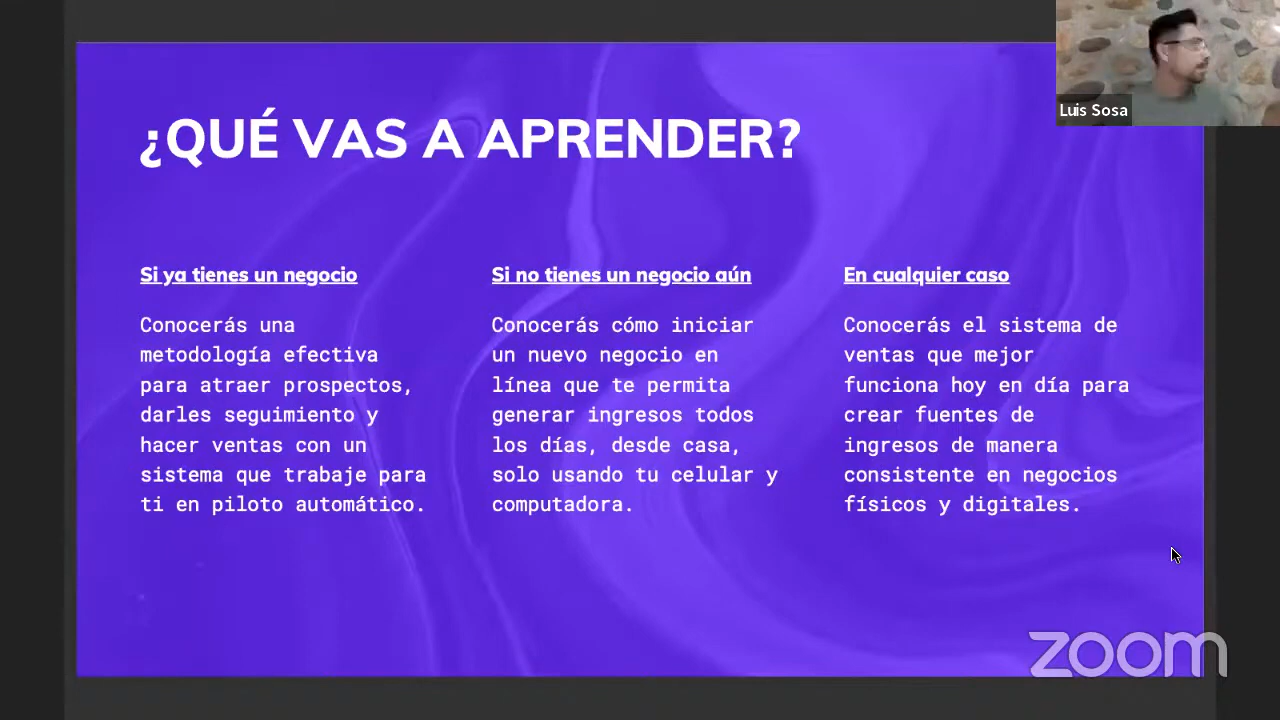 Luis Sosa
¿QUÉ VAS A APRENDER?
Si ya tienes un negocio
Conocerás una
metodología efectiva
para atraer prospectos,
darles seguimiento y
hacer ventas con un
sistema que trabaje para
ti en piloto automático.
Si no tienes un negocio aún
Conocerás cómo iniciar
un nuevo negocio en
línea que te permita
generar ingresos todos
los días, desde casa,
solo usando tu celular y
computadora.
En cualquier caso
Conocerás el sistema de
ventas que mejor
funciona hoy en día para
crear fuentes de
ingresos de manera
consistente en negocios
físicos y digitales.
zoom